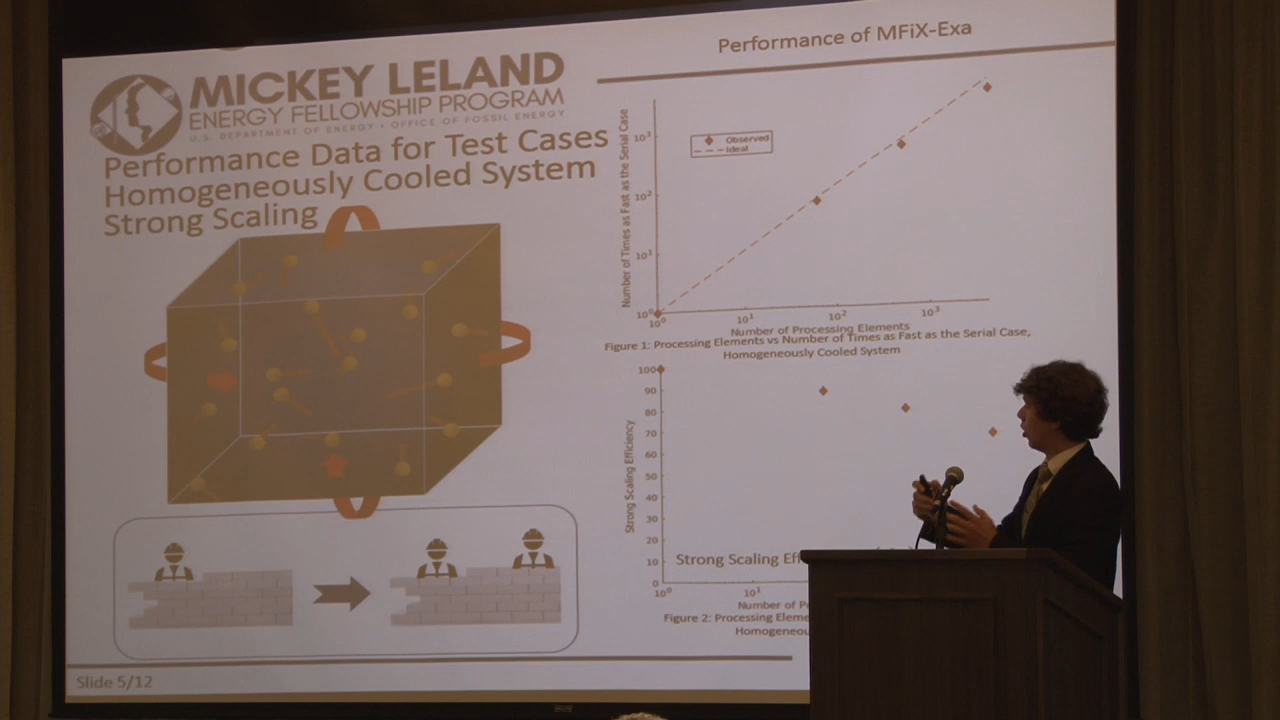 Performance of MFiX-Exa
MICKEY LELAND
ENERGY FELLOWSHIP PROGRAM
U.S. DEPARTMENT OF ENERGY • OFFICE OF FOSSIL ENERGY
Performance Data for Test Cases
Homogeneously Cooled System
Strong Scaling
Number of Times as Fast as the Serial Case
10³
10²
10¹
10⁰
Observed
Ideal
10⁰ 10¹ 10² 10³
Number of Processing Elements
Figure 1: Processing Elements vs Number of Times as Fast as the Serial Case,
Homogeneously Cooled System
Strong Scaling Efficiency
100
90
80
70
60
50
40
30
20
10
0
Strong Scaling Eff
10⁰ 10¹
Number of P
Figure 2: Processing Eleme
Homogeneou
Slide 5/12